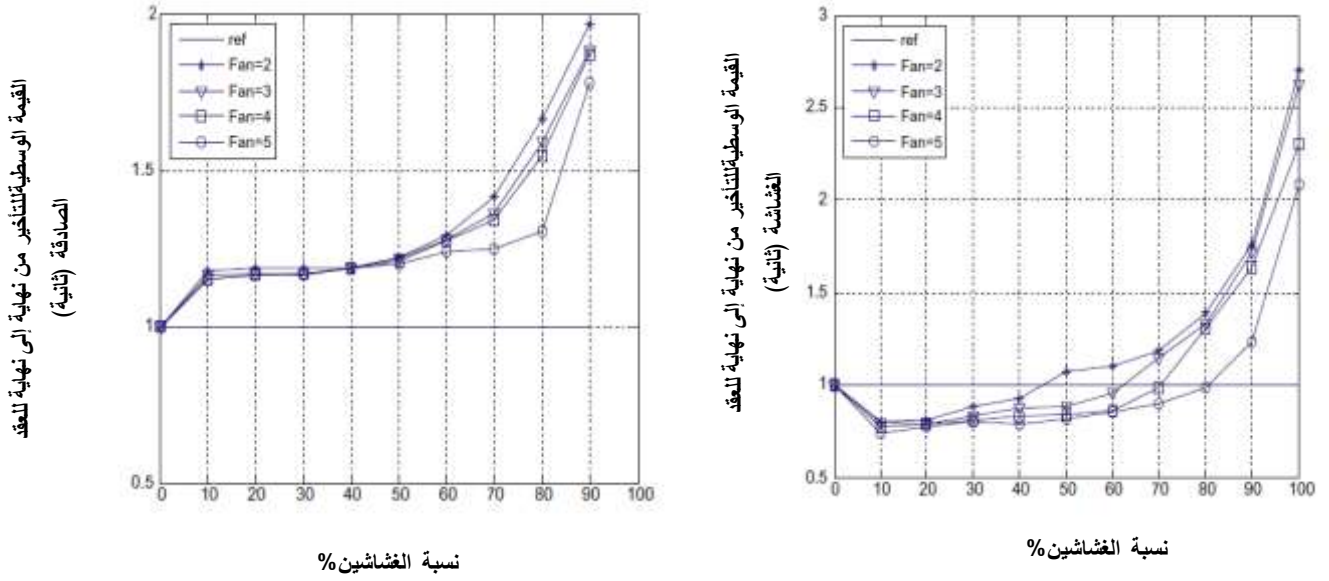 القيمة الوسطية للتأخير من نهاية إلى نهاية للعقد
الصادقة (ثانية)
2
1.5
1
0.5
ref
Fan=2
Fan=3
Fan=4
Fan=5
0 10 20 30 40 50 60 70 80 90 100
نسبة الغشاشين%
القيمة الوسطية للتأخير من نهاية إلى نهاية للعقد
الغشاشة (ثانية)
3
2.5
2
1.5
1
0.5
ref
Fan=2
Fan=3
Fan=4
Fan=5
0 10 20 30 40 50 60 70 80 90 100
نسبة الغشاشين%